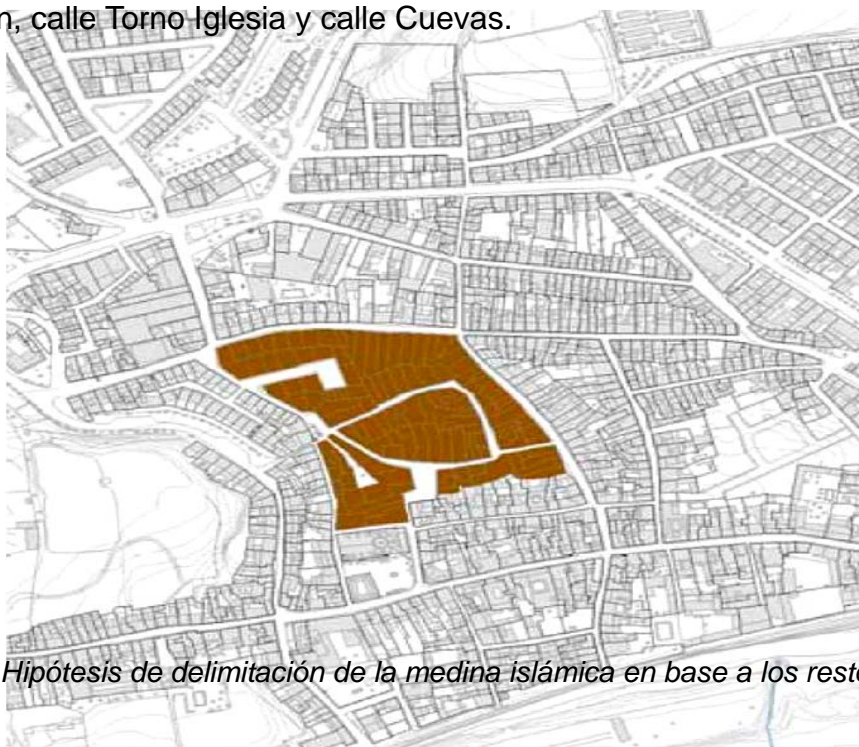 n, calle Torno Iglesia y calle Cuevas.
Hipótesis de delimitación de la medina islámica en base a los rest